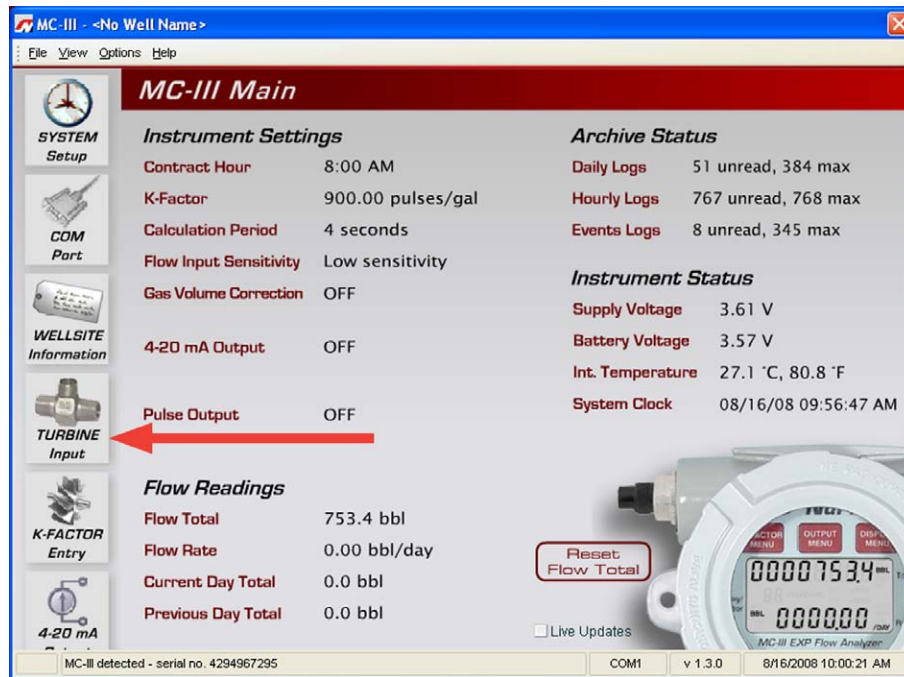 MC-III - <No Well Name>
File View Options Help
MC-III Main
SYSTEM
Setup
COM
Port
WELLSITE
Information
TURBINE
Input
K-FACTOR
Entry
4-20 mA
Instrument Settings
Contract Hour 8:00 AM
K-Factor 900.00 pulses/gal
Calculation Period 4 seconds
Flow Input Sensitivity Low sensitivity
Gas Volume Correction OFF
4-20 mA Output OFF
Pulse Output OFF
Flow Readings
Flow Total 753.4 bbl
Flow Rate 0.00 bbl/day
Current Day Total 0.0 bbl
Previous Day Total 0.0 bbl
Archive Status
Daily Logs 51 unread, 384 max
Hourly Logs 767 unread, 768 max
Events Logs 8 unread, 345 max
Instrument Status
Supply Voltage 3.61 V
Battery Voltage 3.57 V
Int. Temperature 27.1 °C, 80.8 °F
System Clock 08/16/08 09:56:47 AM
Reset
Flow Total
Live Updates
OUTPUT
MENU
MENU
MENU
0000753.4 BBL
BBL 000000 /DAY
MC-III EXP Flow Analyzer
MC-III detected - serial no. 4294967295
COM1
v 1.3.0
8/16/2008 10:00:21 AM